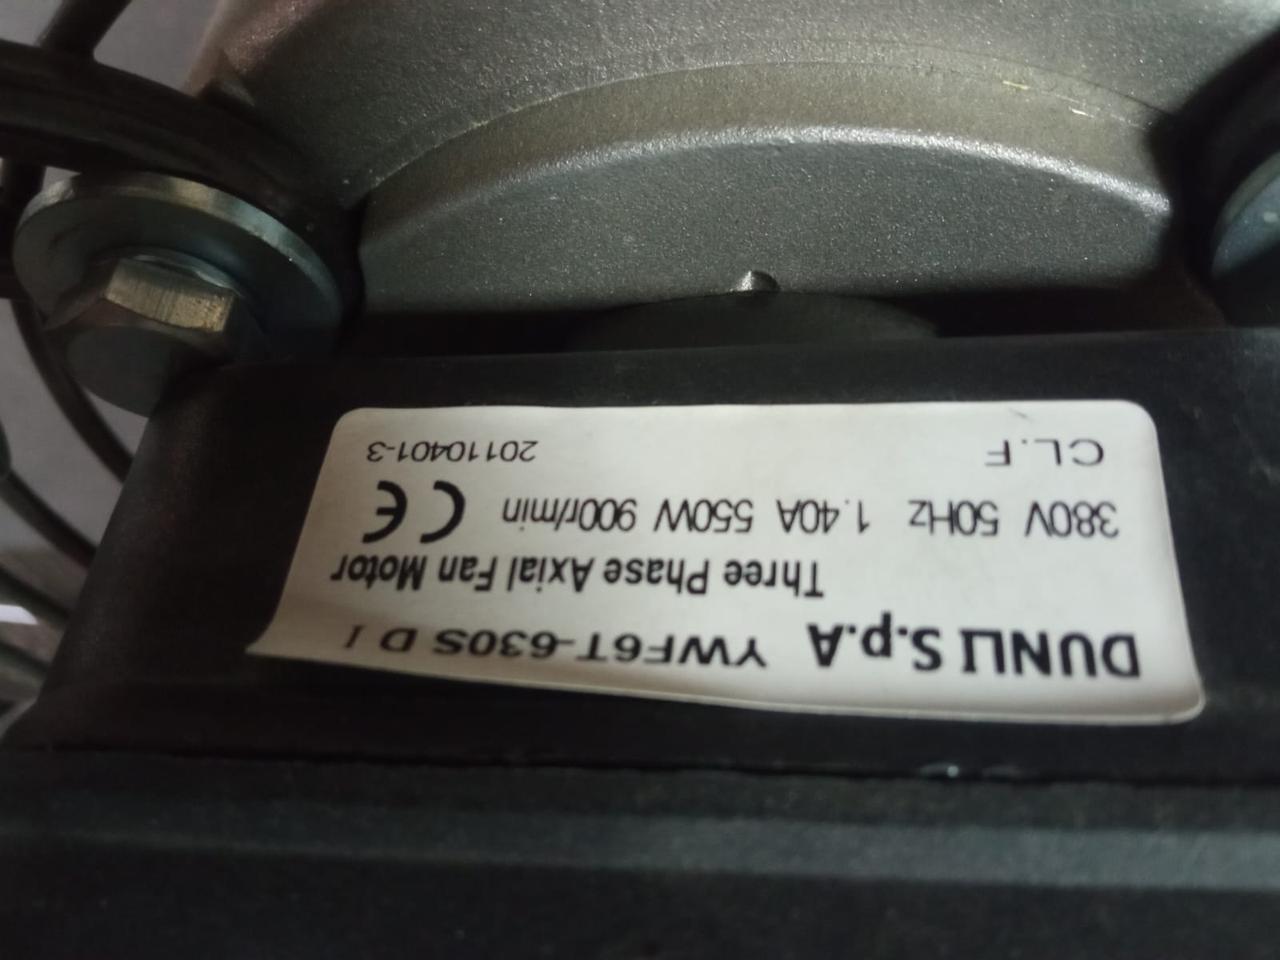 DUNLI S.p.A YWF6T-630S D I
Three Phase Axial Fan Motor
380V 50Hz 1.40A 550W 900r/min CE
CL.F 20110401-3